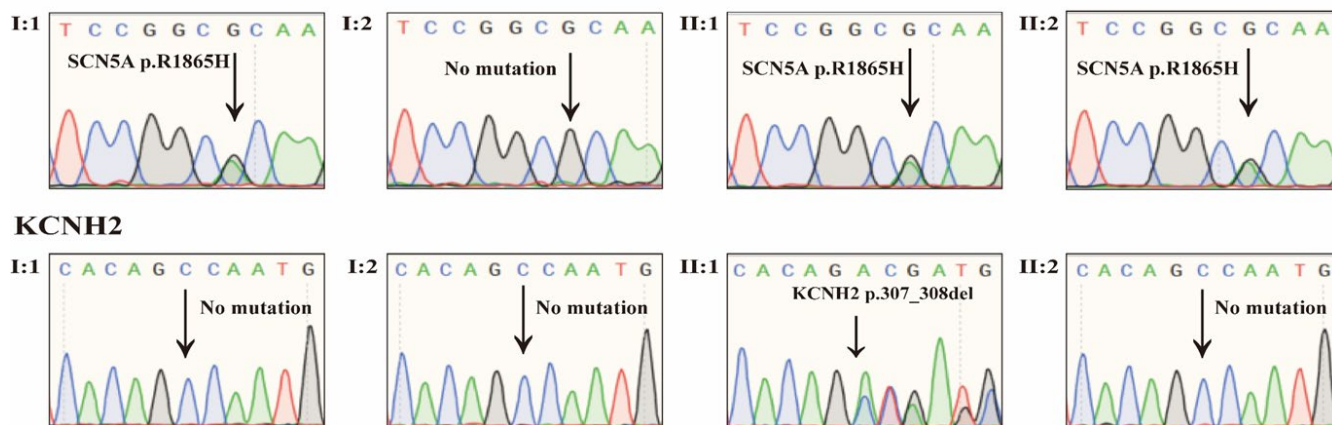 I:1 T C C G G C G C A A
SCN5A p.R1865H
I:2 T C C G G C G C A A
No mutation
II:1 T C C G G C G C A A
SCN5A p.R1865H
II:2 T C C G G C G C A A
SCN5A p.R1865H
KCNH2
I:1 C A C A G C C A A T G
No mutation
I:2 C A C A G C C A A T G
No mutation
II:1 C A C A G A C G A T G
KCNH2 p.307_308del
II:2 C A C A G C C A A T G
No mutation